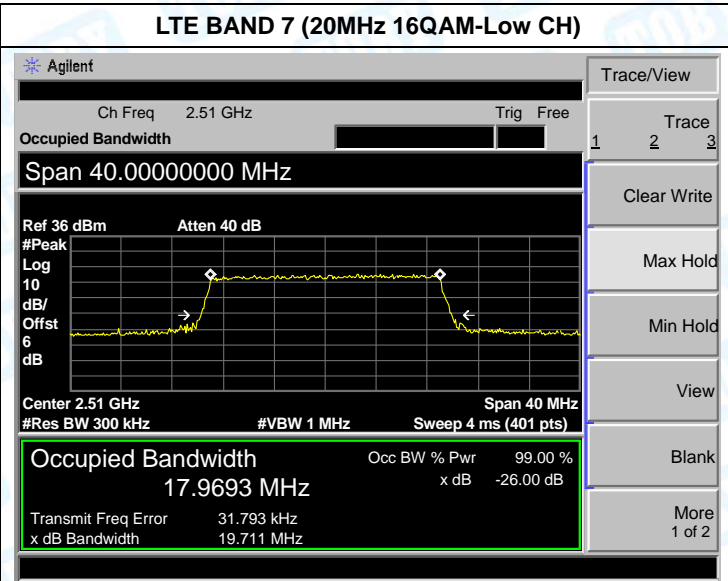 LTE BAND 7 (20MHz 16QAM-Low CH)
Agilent
Trace/View
Ch Freq 2.51 GHz Trig Free
Occupied Bandwidth
Trace
1 2 3
Span 40.00000000 MHz
Clear Write
Ref 36 dBm Atten 40 dB
#Peak
Log
10
dB/
Offst
6
dB
Max Hold
Min Hold
View
Center 2.51 GHz Span 40 MHz
#Res BW 300 kHz #VBW 1 MHz Sweep 4 ms (401 pts)
Occupied Bandwidth Occ BW % Pwr 99.00 %
17.9693 MHz x dB -26.00 dB
Blank
Transmit Freq Error 31.793 kHz
x dB Bandwidth 19.711 MHz
More
1 of 2